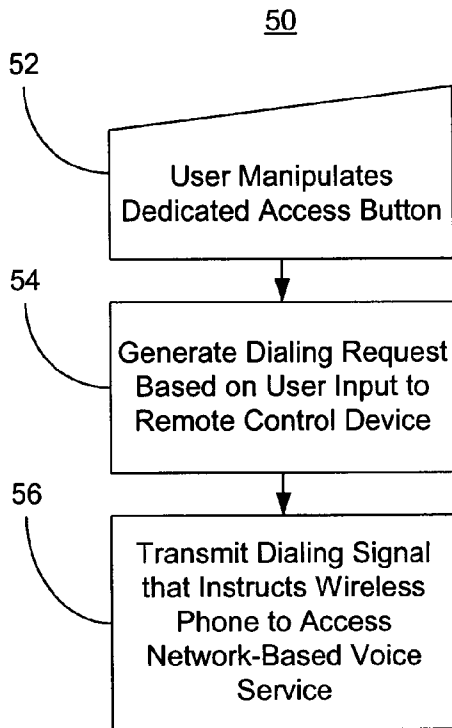 50
52
User Manipulates
Dedicated Access Button
54
Generate Dialing Request
Based on User Input to
Remote Control Device
56
Transmit Dialing Signal
that Instructs Wireless
Phone to Access
Network-Based Voice
Service